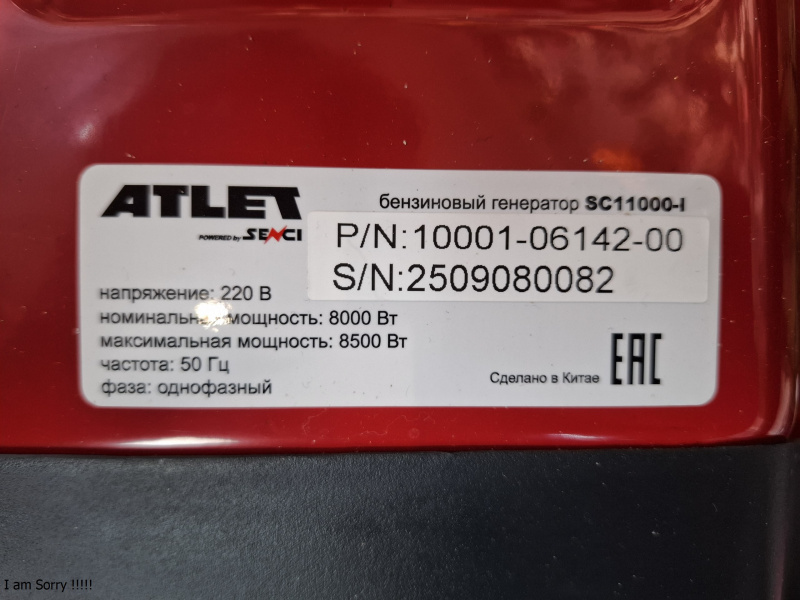 ATLET
POWERED by SENCI
бензиновый генератор SC11000-I
P/N:10001-06142-00
S/N:2509080082
напряжение: 220 В
номинальная мощность: 8000 Вт
максимальная мощность: 8500 Вт
частота: 50 Гц
фаза: однофазный
Сделано в Китае
EAC
I am Sorry !!!!!